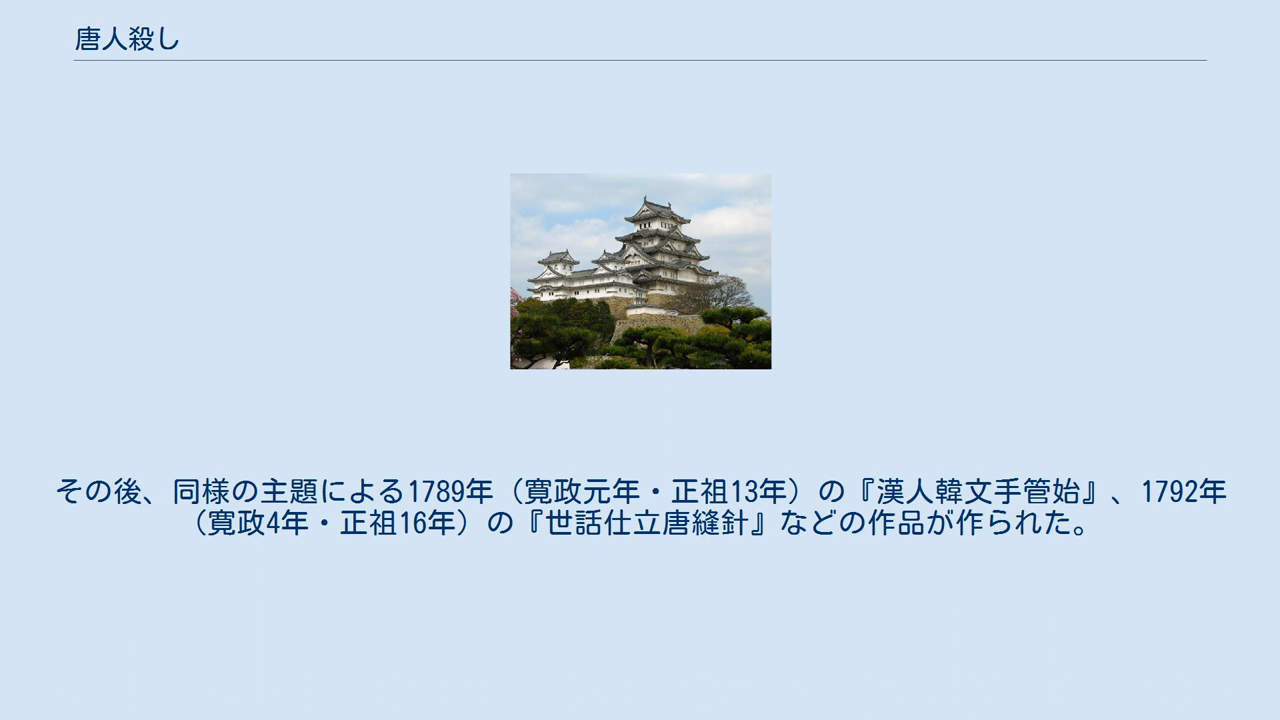 唐人殺し
その後、同様の主題による1789年（寛政元年・正祖13年）の『漢人韓文手管始』、1792年
（寛政4年・正祖16年）の『世話仕立唐縫針』などの作品が作られた。